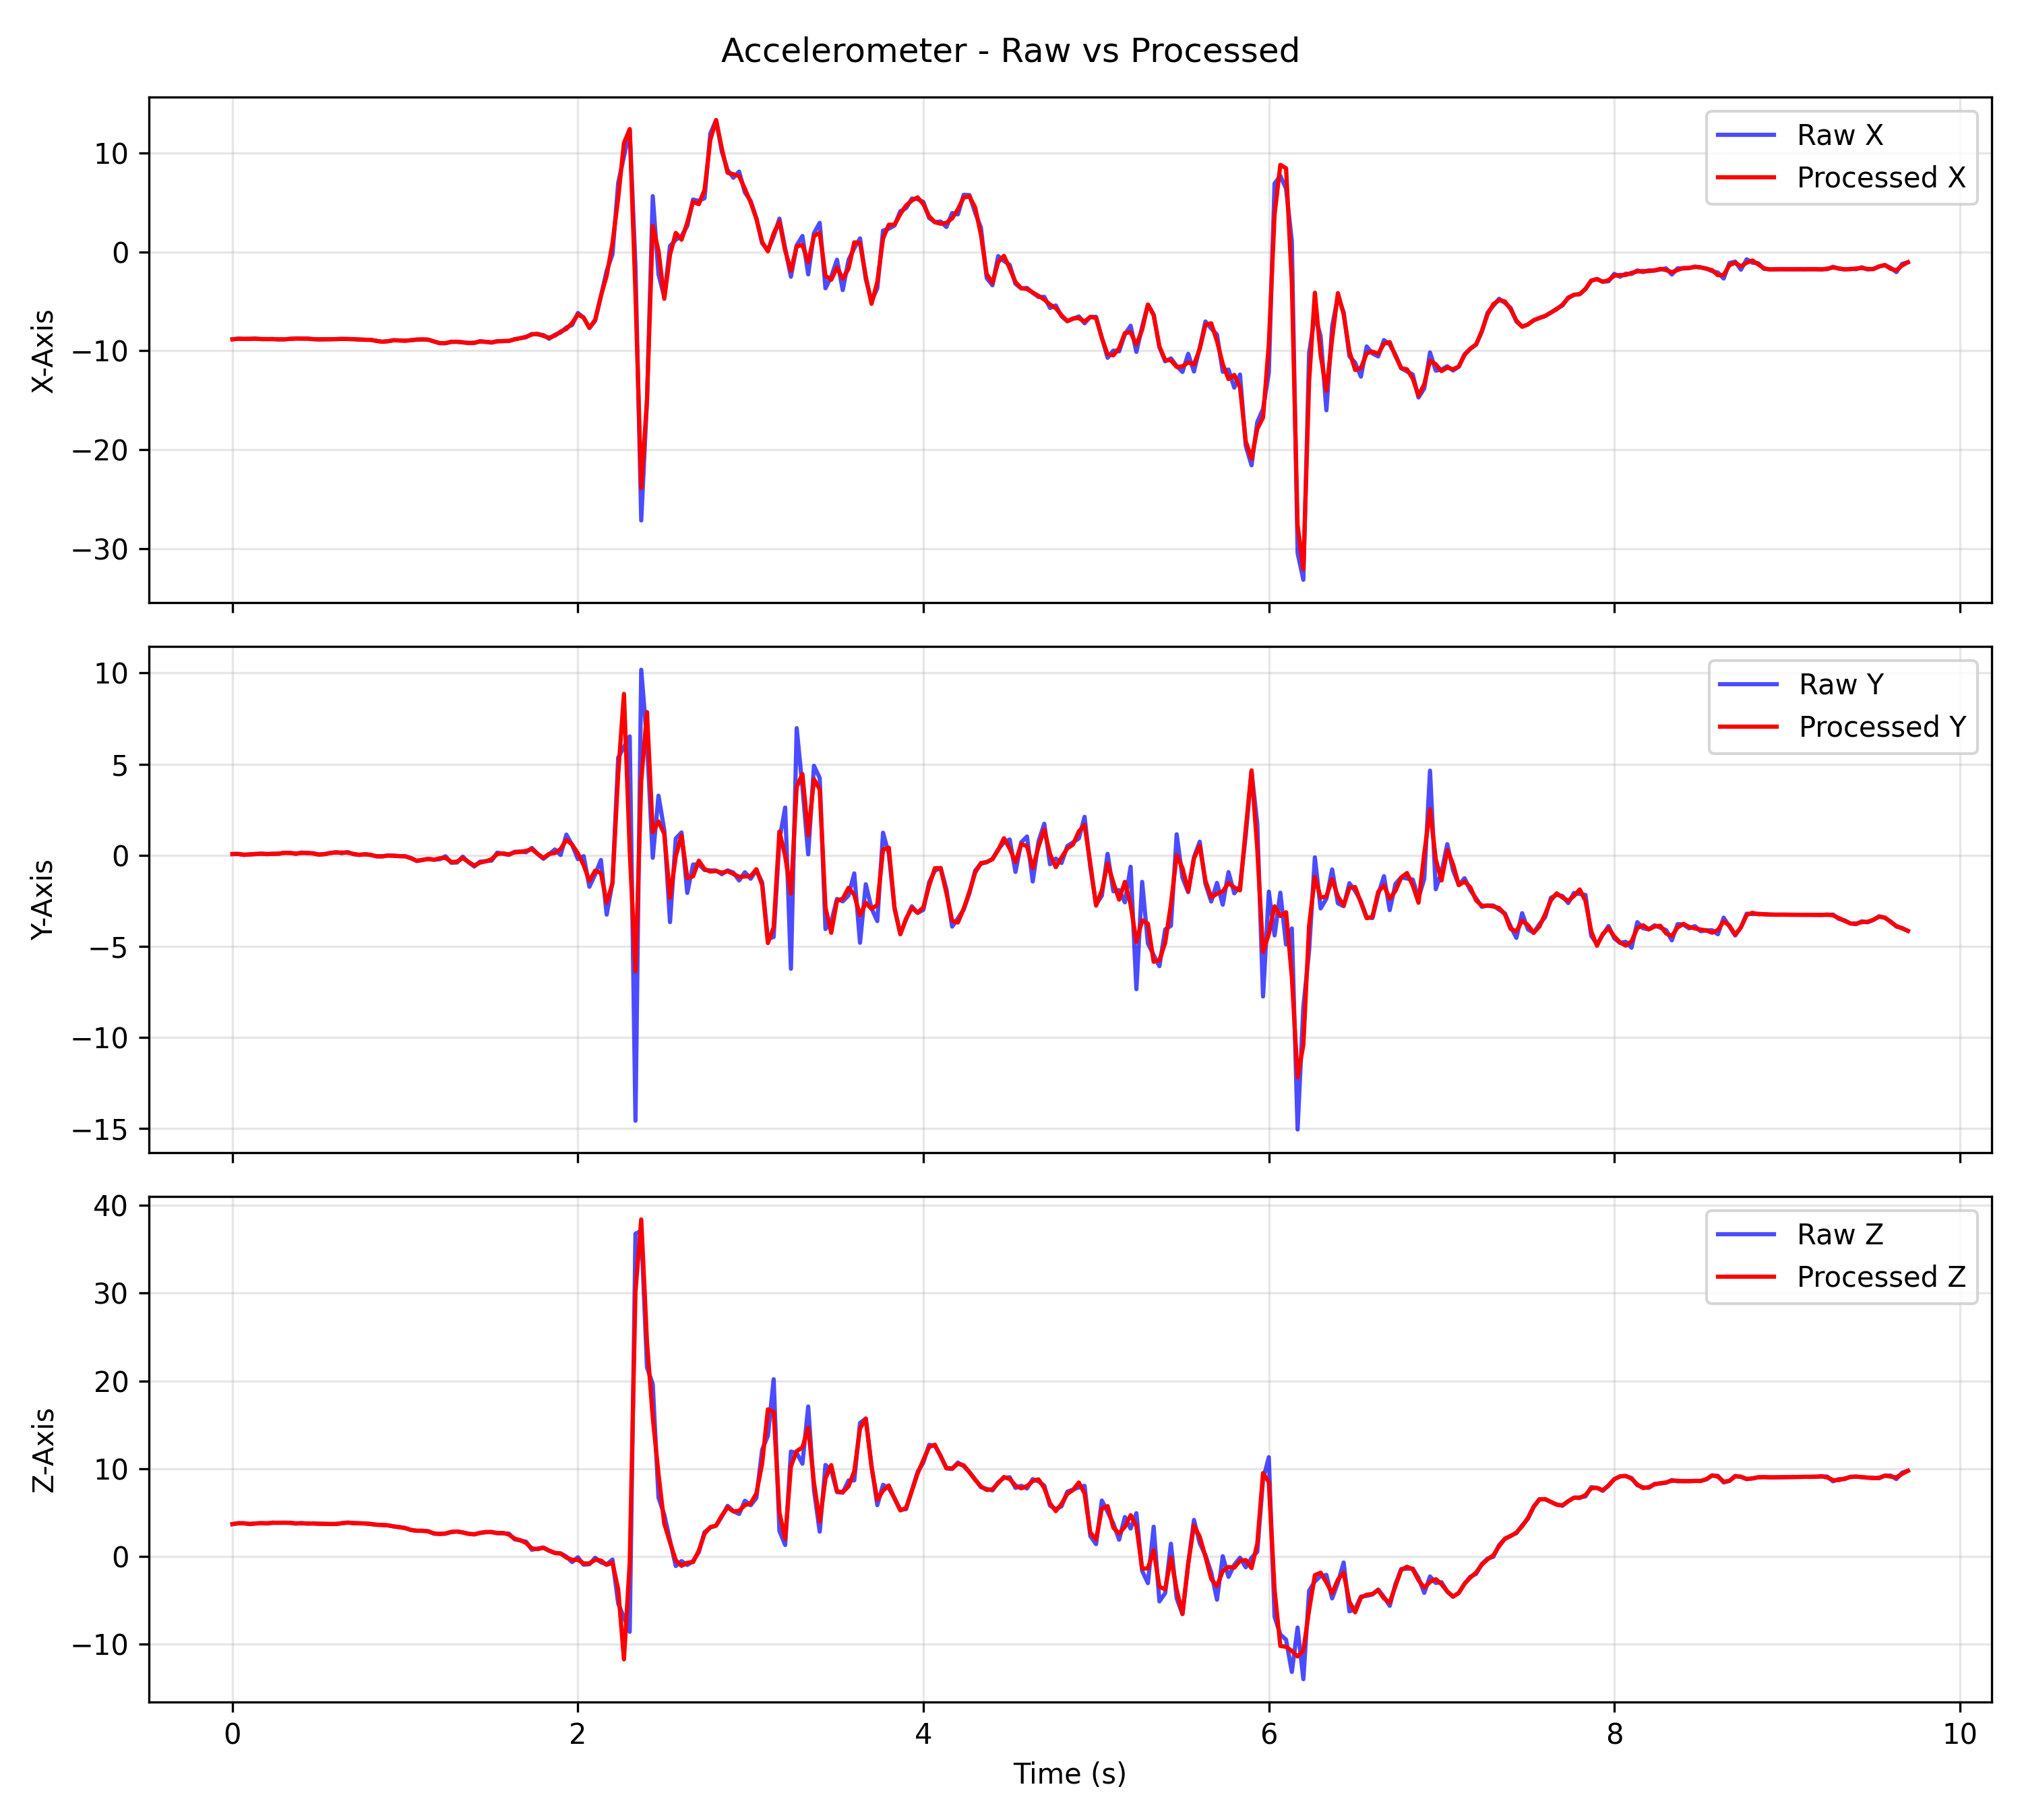 Accelerometer - Raw vs Processed
X-Axis
10
0
−10
−20
−30
Raw X
Processed X
Y-Axis
10
5
0
−5
−10
−15
Raw Y
Processed Y
Z-Axis
40
30
20
10
0
−10
Raw Z
Processed Z
0 2 4 6 8 10
Time (s)